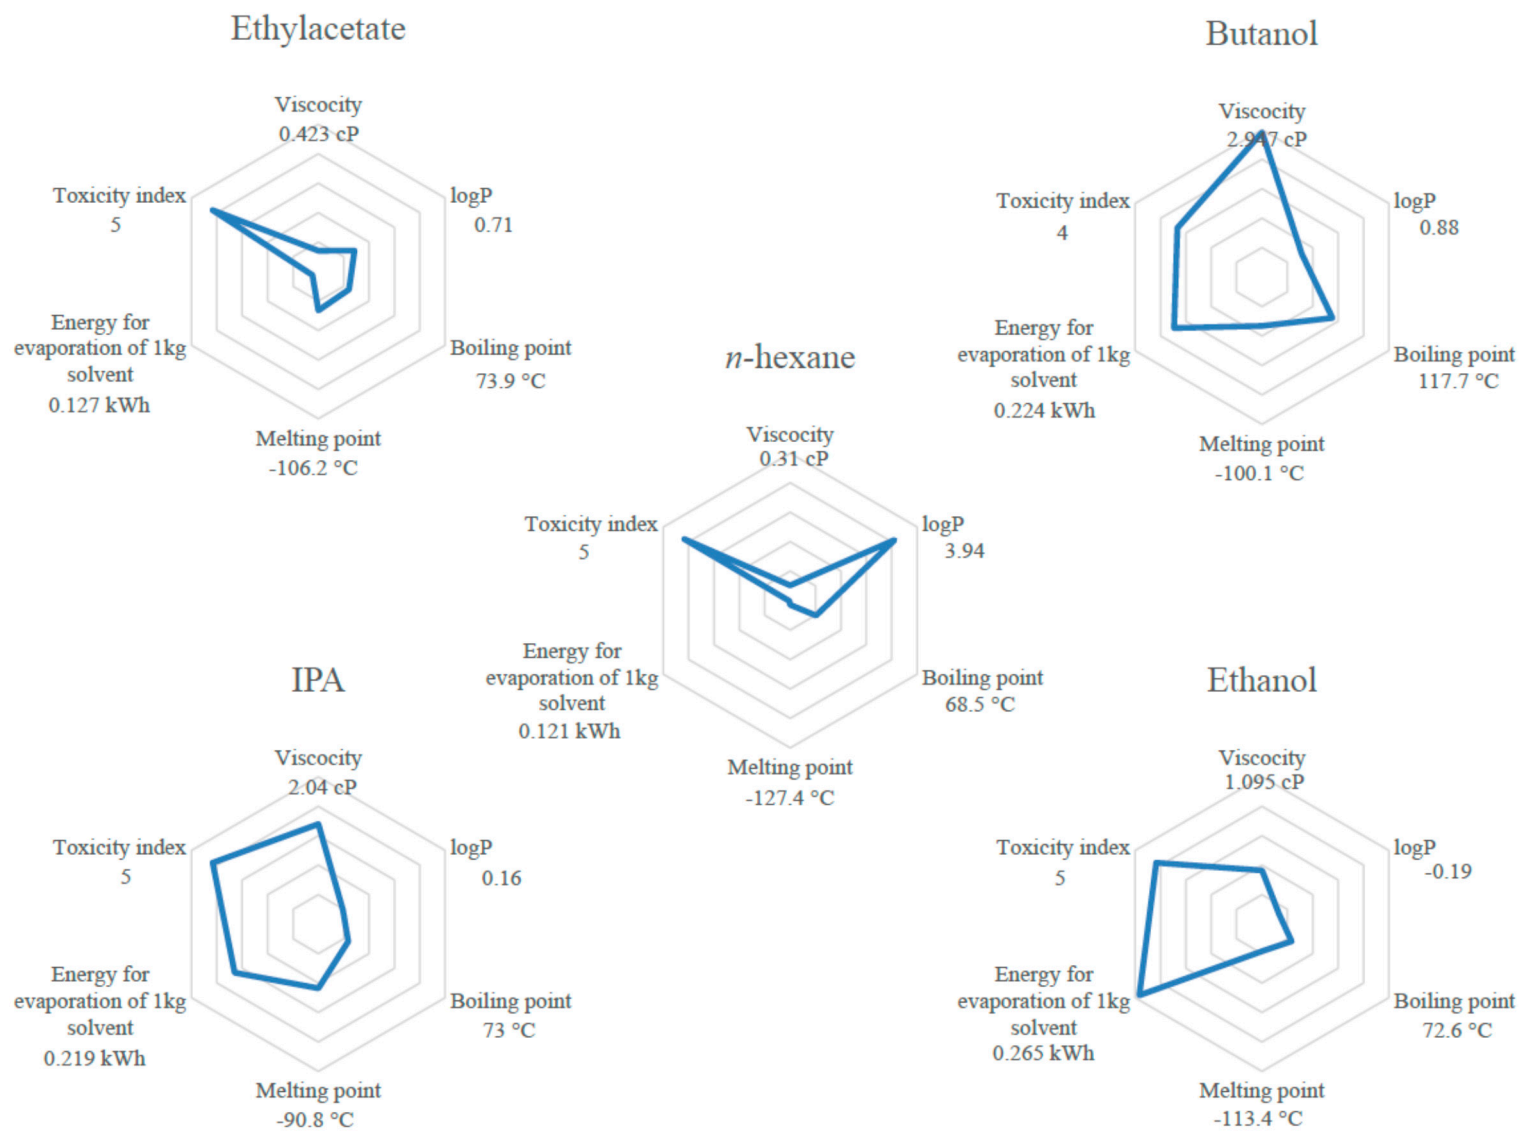 Ethylacetate
Viscocity
0.423 cP
logP
0.71
Boiling point
73.9 °C
Melting point
-106.2 °C
Energy for
evaporation of 1kg
solvent
0.127 kWh
Toxicity index
5
Butanol
Viscocity
2.947 cP
logP
0.88
Boiling point
117.7 °C
Melting point
-100.1 °C
Energy for
evaporation of 1kg
solvent
0.224 kWh
Toxicity index
4
n-hexane
Viscocity
0.31 cP
logP
3.94
Boiling point
68.5 °C
Melting point
-127.4 °C
Energy for
evaporation of 1kg
solvent
0.121 kWh
Toxicity index
5
IPA
Viscocity
2.04 cP
logP
0.16
Boiling point
73 °C
Melting point
-90.8 °C
Energy for
evaporation of 1kg
solvent
0.219 kWh
Toxicity index
5
Ethanol
Viscocity
1.095 cP
logP
-0.19
Boiling point
72.6 °C
Melting point
-113.4 °C
Energy for
evaporation of 1kg
solvent
0.265 kWh
Toxicity index
5